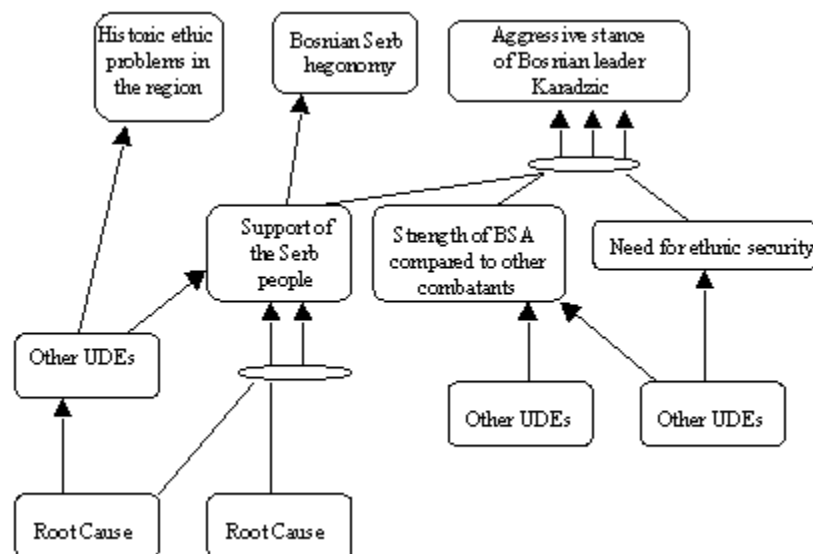 Historic ethic
problems in
the region
Bosnian Serb
hegonomy
Aggressive stance
of Bosnian leader
Karadzic
Support of
the Serb
people
Strength of BSA
compared to other
combatants
Need for ethnic security
Other UDEs
Other UDEs
Other UDEs
Root Cause
Root Cause